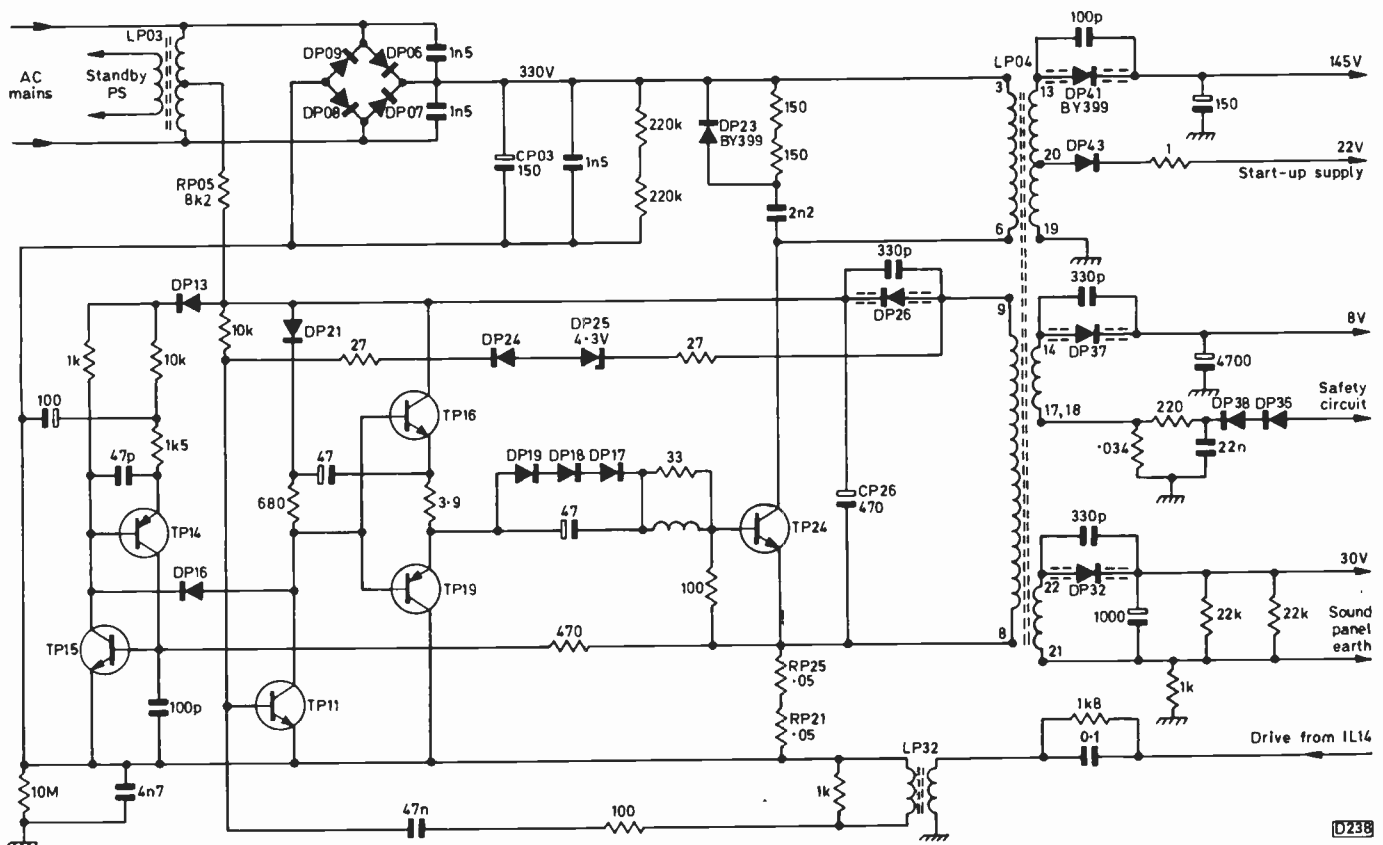 LP03
AC
mains
Standby
PS
DP09
DP06
DP08
DP07
1n5
1n5
330V
RP05
8k2
CP03
150
1n5
220k
220k
DP23
BY399
150
150
2n2
LP04
3
6
13
20
19
100p
DP41
BY399
150
145V
DP43
1
22V
Start-up supply
DP13
1k
10k
10k
DP21
27
DP24
DP25
4·3V
27
330p
DP26
9
8
330p
DP37
14
17,18
8V
4700
Safety
circuit
220
DP38
DP35
·034
22n
100
47p
1k5
TP14
DP16
TP15
100p
680
47
TP16
3·9
TP19
DP19
DP18
DP17
33
47
TP24
100
CP26
470
470
TP11
RP25
·05
RP21
·05
330p
DP32
22
21
1000
22k
22k
30V
Sound
panel
earth
1k
10M
4n7
47n
100
1k
LP32
1k8
0·1
Drive from IL14
D238